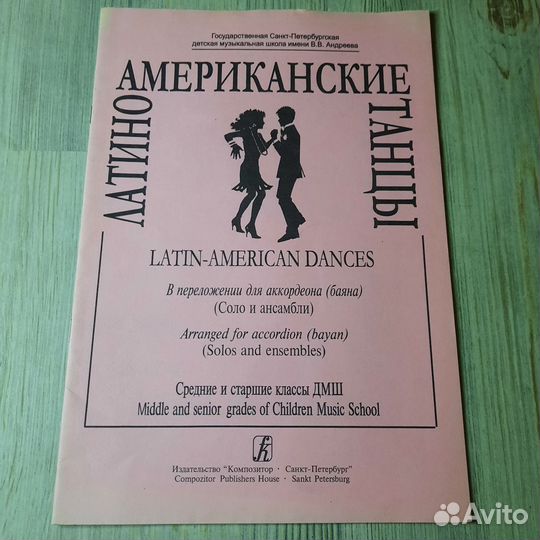 Государственная Санкт-Петербургская
детская музыкальная школа имени В.В. Андреева
ЛАТИНО
АМЕРИКАНСКИЕ
ТАНЦЫ
LATIN-AMERICAN DANCES
В переложении для аккордеона (баяна)
(Соло и ансамбли)
Arranged for accordion (bayan)
(Solos and ensembles)
Средние и старшие классы ДМШ
Middle and senior grades of Children Music School
Издательство "Композитор · Санкт-Петербург"
Compozitor Publishers House · Sankt Petersburg
Avito